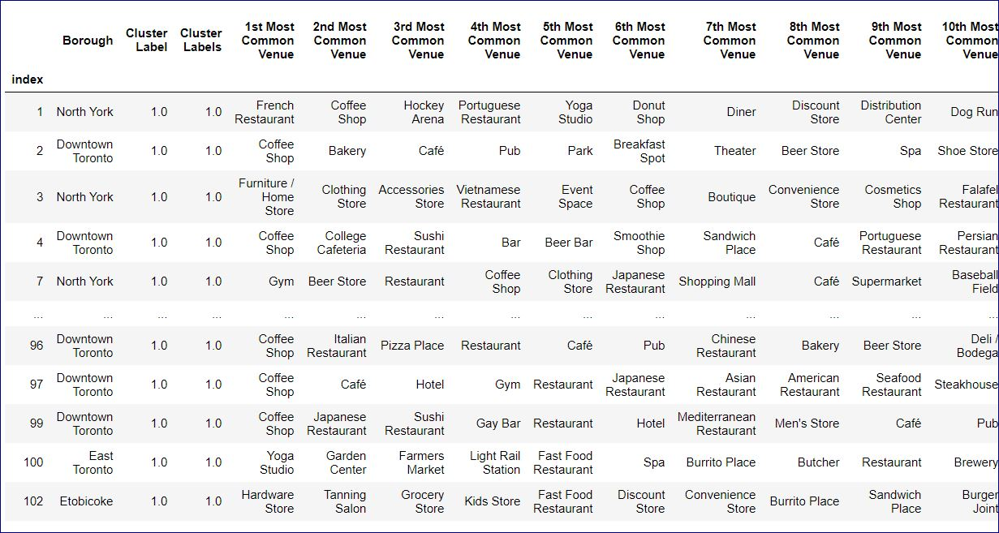 Borough Cluster Label Cluster Labels 1st Most Common Venue 2nd Most Common Venue 3rd Most Common Venue 4th Most Common Venue 5th Most Common Venue 6th Most Common Venue 7th Most Common Venue 8th Most Common Venue 9th Most Common Venue 10th Most Common Venue
index
1 North York 1.0 1.0 French Restaurant Coffee Shop Hockey Arena Portuguese Restaurant Yoga Studio Donut Shop Diner Discount Store Distribution Center Dog Run
2 Downtown Toronto 1.0 1.0 Coffee Shop Bakery Café Pub Park Breakfast Spot Theater Beer Store Spa Shoe Store
3 North York 1.0 1.0 Furniture / Home Store Clothing Store Accessories Store Vietnamese Restaurant Event Space Coffee Shop Boutique Convenience Store Cosmetics Shop Falafel Restaurant
4 Downtown Toronto 1.0 1.0 Coffee Shop College Cafeteria Sushi Restaurant Bar Beer Bar Smoothie Shop Sandwich Place Café Portuguese Restaurant Persian Restaurant
7 North York 1.0 1.0 Gym Beer Store Restaurant Coffee Shop Clothing Store Japanese Restaurant Shopping Mall Café Supermarket Baseball Field
... ... ... ... ... ... ... ... ... ... ... ... ... ...
96 Downtown Toronto 1.0 1.0 Coffee Shop Italian Restaurant Pizza Place Restaurant Café Pub Chinese Restaurant Bakery Beer Store Deli / Bodega
97 Downtown Toronto 1.0 1.0 Coffee Shop Café Hotel Gym Restaurant Japanese Restaurant Asian Restaurant American Restaurant Seafood Restaurant Steakhouse
99 Downtown Toronto 1.0 1.0 Coffee Shop Japanese Restaurant Sushi Restaurant Gay Bar Restaurant Hotel Mediterranean Restaurant Men's Store Café Pub
100 East Toronto 1.0 1.0 Yoga Studio Garden Center Farmers Market Light Rail Station Fast Food Restaurant Spa Burrito Place Butcher Restaurant Brewery
102 Etobicoke 1.0 1.0 Hardware Store Tanning Salon Grocery Store Kids Store Fast Food Restaurant Discount Store Convenience Store Burrito Place Sandwich Place Burger Joint